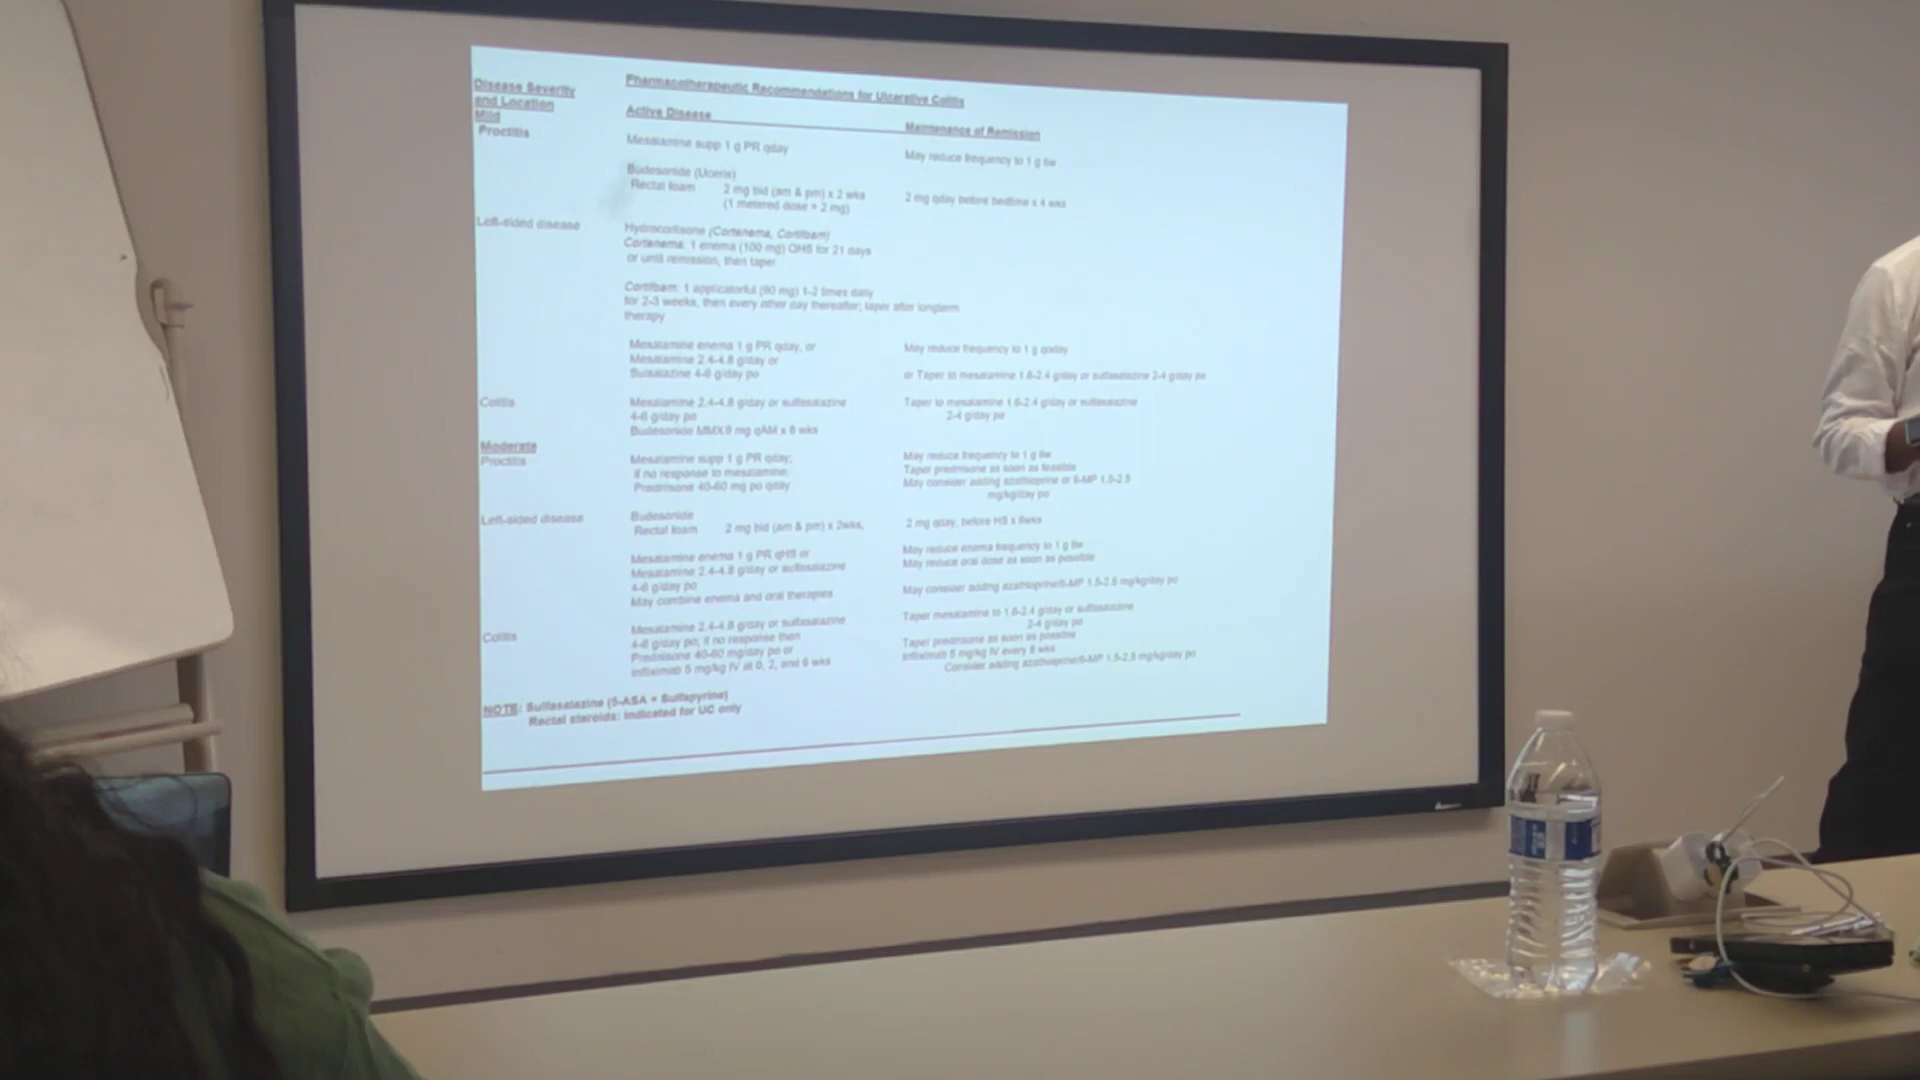 Pharmacotherapeutic Recommendations for Ulcerative Colitis
Disease Severity
and Location
Active Disease
Maintenance of Remission
Mild
Proctitis
Mesalamine supp 1 g PR qday
May reduce frequency to 1 g tiw
Budesonide (Uceris)
Rectal foam 2 mg bid (am & pm) x 2 wks
(1 metered dose = 2 mg)
2 mg qday before bedtime x 4 wks
Left-sided disease
Hydrocortisone (Cortenema, Cortifoam)
Cortenema: 1 enema (100 mg) QHS for 21 days
or until remission, then taper
Cortifoam: 1 applicatorful (90 mg) 1-2 times daily
for 2-3 weeks, then every other day thereafter; taper after longterm
therapy
Mesalamine enema 1 g PR qday, or
Mesalamine 2.4-4.8 g/day or
Sulsalazine 4-6 g/day po
May reduce frequency to 1 g qoday
or Taper to mesalamine 1.6-2.4 g/day or sulfasalazine 2-4 g/day po
Colitis
Mesalamine 2.4-4.8 g/day or sulfasalazine
4-6 g/day po
Budesonide MMX 9 mg qAM x 8 wks
Taper to mesalamine 1.6-2.4 g/day or sulfasalazine
2-4 g/day po
Moderate
Proctitis
Mesalamine supp 1 g PR qday;
if no response to mesalamine;
Prednisone 40-60 mg po qday
May reduce frequency to 1 g tiw
Taper prednisone as soon as feasible
May consider adding azathioprine or 6-MP 1.5-2.5
mg/kg/day po
Left-sided disease
Budesonide
Rectal foam 2 mg bid (am & pm) x 2wks,
2 mg qday, before HS x 6wks
Mesalamine enema 1 g PR qHS or
Mesalamine 2.4-4.8 g/day or sulfasalazine
4-6 g/day po
May combine enema and oral therapies
May reduce enema frequency to 1 g tiw
May reduce oral dose as soon as possible
May consider adding azathioprine/6-MP 1.5-2.5 mg/kg/day po
Colitis
Mesalamine 2.4-4.8 g/day or sulfasalazine
4-6 g/day po; if no response then
Prednisone 40-60 mg/day po or
infliximab 5 mg/kg IV at 0, 2, and 6 wks
Taper mesalamine to 1.6-2.4 g/day or sulfasalazine
2-4 g/day po
Taper prednisone as soon as possible
Infliximab 5 mg/kg IV every 8 wks
Consider adding azathioprine/6-MP 1.5-2.5 mg/kg/day po
NOTE: Sulfasalazine (5-ASA + Sulfapyrine)
Rectal steroids: indicated for UC only